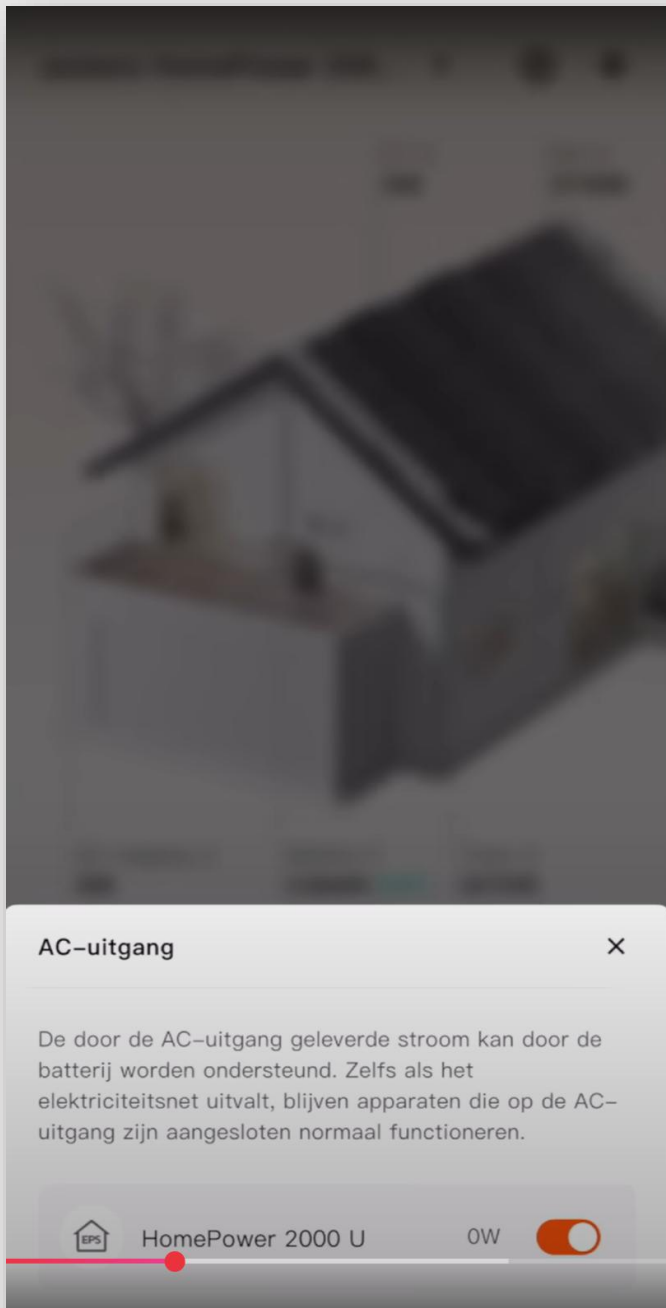 AC-uitgang
De door de AC-uitgang geleverde stroom kan door de
batterij worden ondersteund. Zelfs als het
elektriciteitsnet uitvalt, blijven apparaten die op de AC-
uitgang zijn aangesloten normaal functioneren.
EPS
HomePower 2000 U
0W